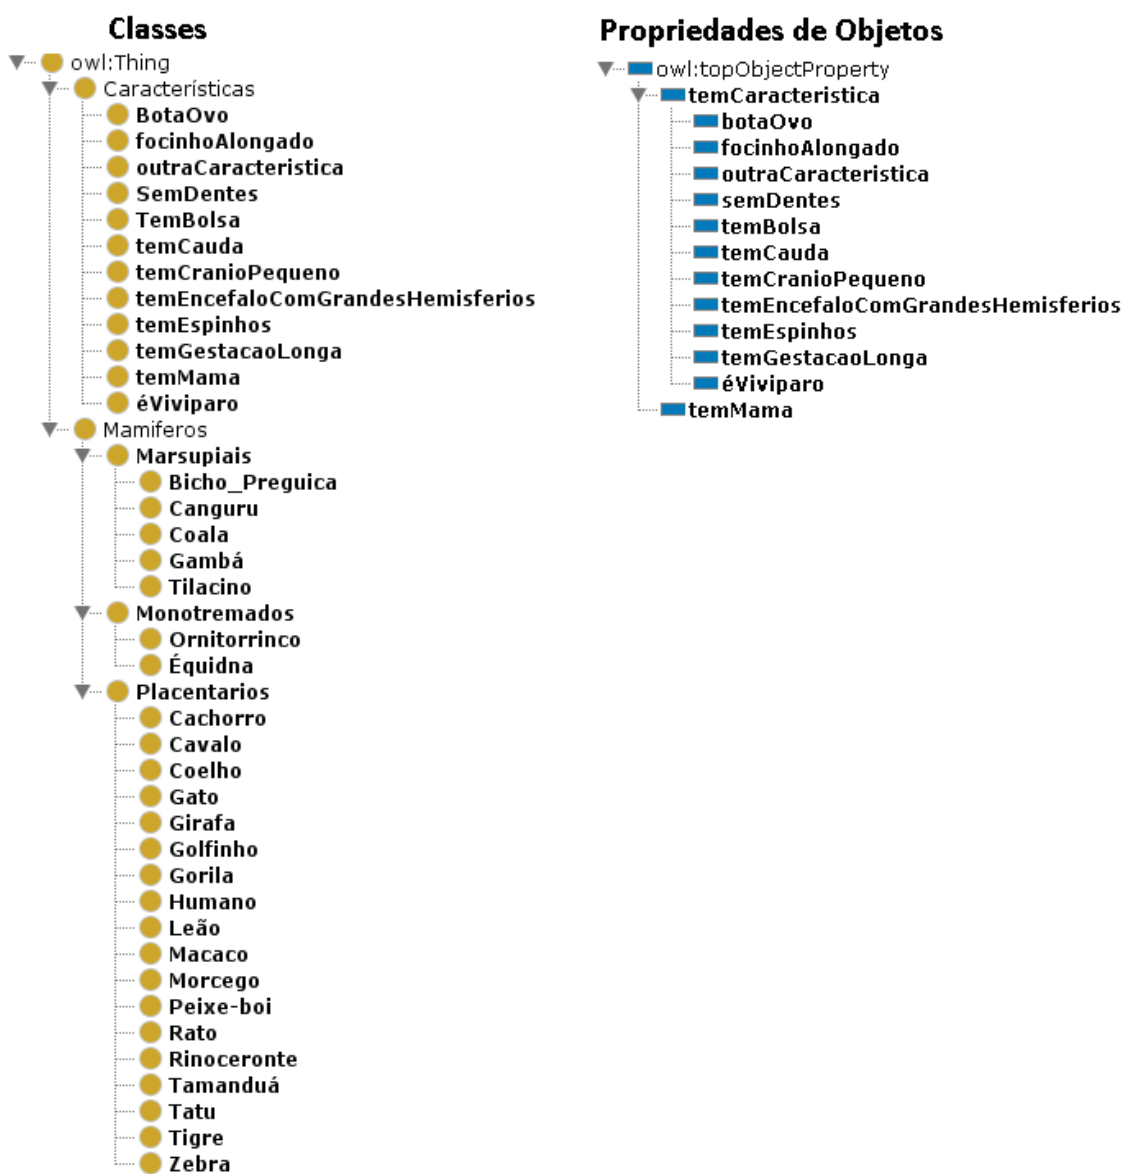 Classes
owl:Thing
Características
BotaOvo
focinhoAlongado
outraCaracteristica
SemDentes
TemBolsa
temCauda
temCranioPequeno
temEncefaloComGrandesHemisferios
temEspinhos
temGestacaoLonga
temMama
éViviparo
Mamiferos
Marsupiais
Bicho_Preguica
Canguru
Coala
Gambá
Tilacino
Monotremados
Ornitorrinco
Équidna
Placentarios
Cachorro
Cavalo
Coelho
Gato
Girafa
Golfinho
Gorila
Humano
Leão
Macaco
Morcego
Peixe-boi
Rato
Rinoceronte
Tamanduá
Tatu
Tigre
Zebra
Propriedades de Objetos
owl:topObjectProperty
temCaracteristica
botaOvo
focinhoAlongado
outraCaracteristica
semDentes
temBolsa
temCauda
temCranioPequeno
temEncefaloComGrandesHemisferios
temEspinhos
temGestacaoLonga
éViviparo
temMama